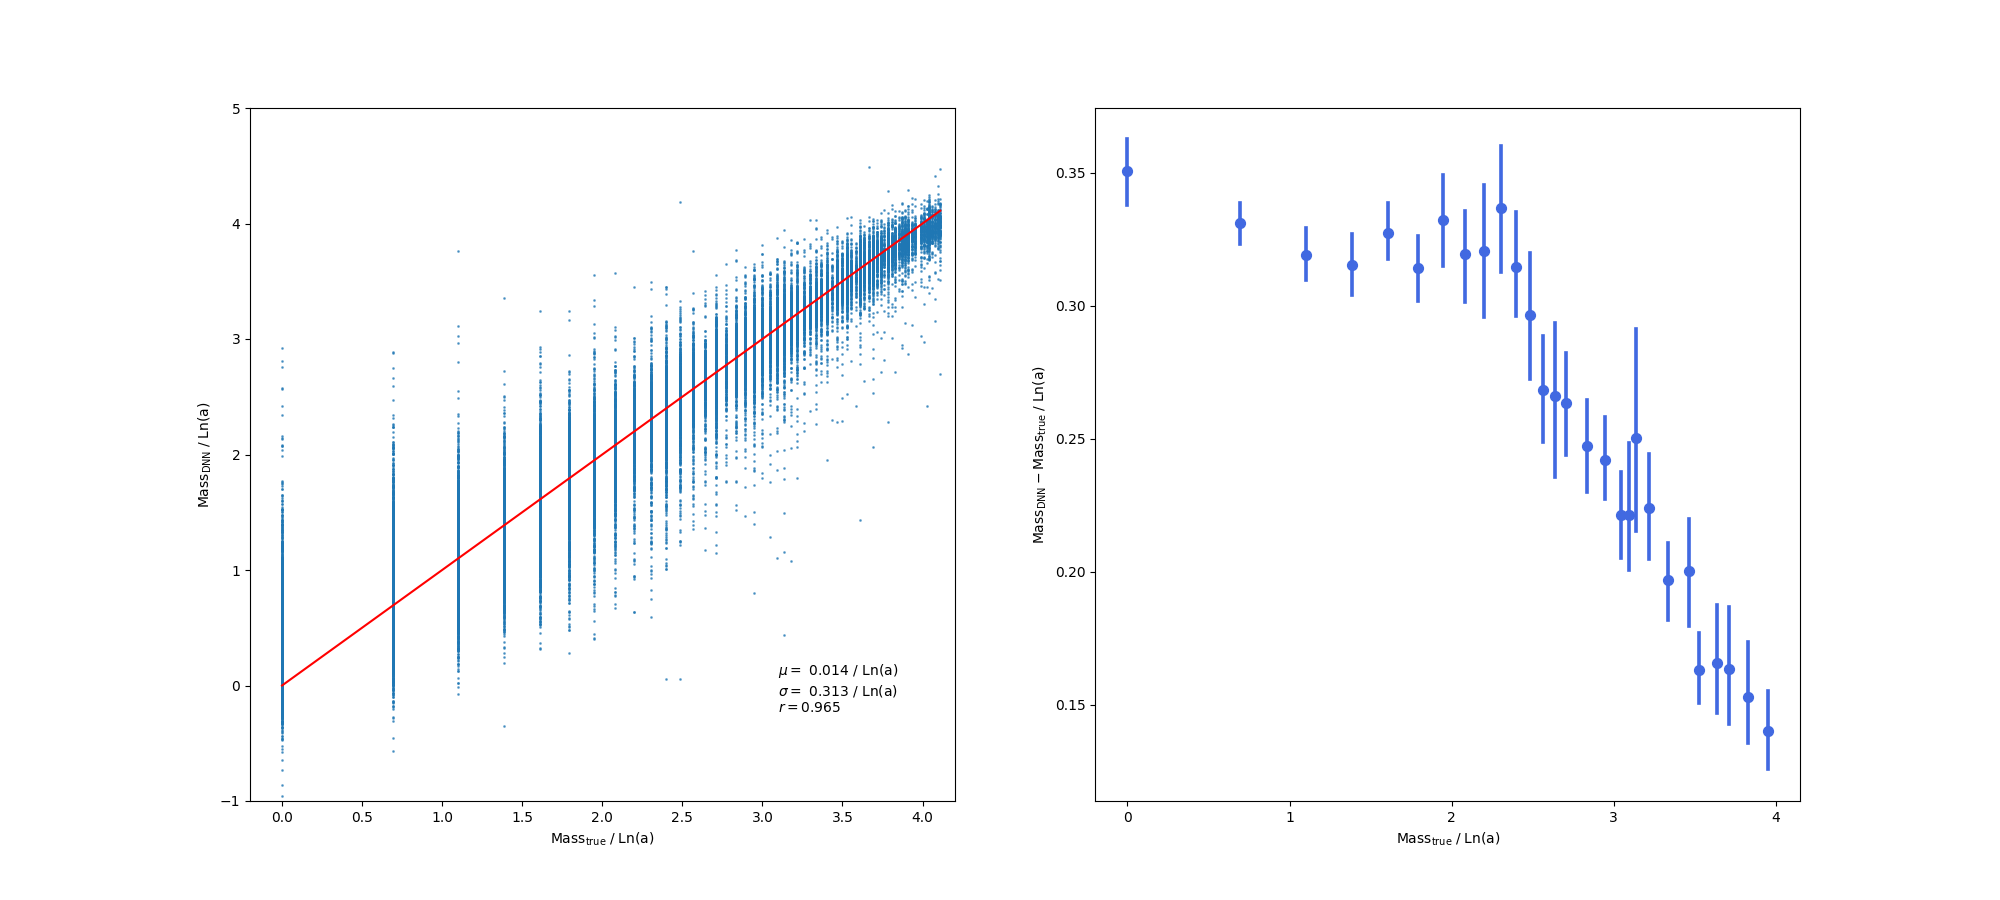 5
4
3
2
1
0
−1
Mass_DNN / Ln(a)
μ = 0.014 / Ln(a)
σ = 0.313 / Ln(a)
r = 0.965
0.0 0.5 1.0 1.5 2.0 2.5 3.0 3.5 4.0
Mass_true / Ln(a)
0.35
0.30
0.25
0.20
0.15
Mass_DNN − Mass_true / Ln(a)
0 1 2 3 4
Mass_true / Ln(a)